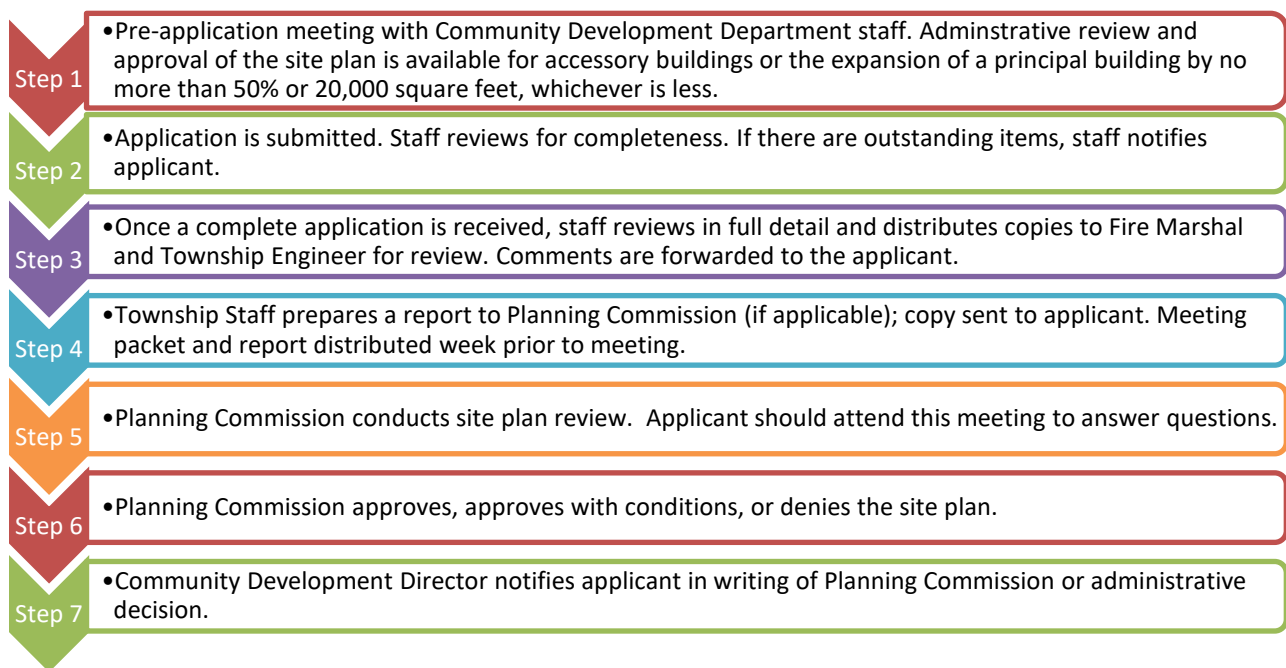 Step 1
•Pre-application meeting with Community Development Department staff. Adminstrative review and
approval of the site plan is available for accessory buildings or the expansion of a principal building by no
more than 50% or 20,000 square feet, whichever is less.
Step 2
•Application is submitted. Staff reviews for completeness. If there are outstanding items, staff notifies
applicant.
Step 3
•Once a complete application is received, staff reviews in full detail and distributes copies to Fire Marshal
and Township Engineer for review. Comments are forwarded to the applicant.
Step 4
•Township Staff prepares a report to Planning Commission (if applicable); copy sent to applicant. Meeting
packet and report distributed week prior to meeting.
Step 5
•Planning Commission conducts site plan review.  Applicant should attend this meeting to answer questions.
Step 6
•Planning Commission approves, approves with conditions, or denies the site plan.
Step 7
•Community Development Director notifies applicant in writing of Planning Commission or administrative
decision.